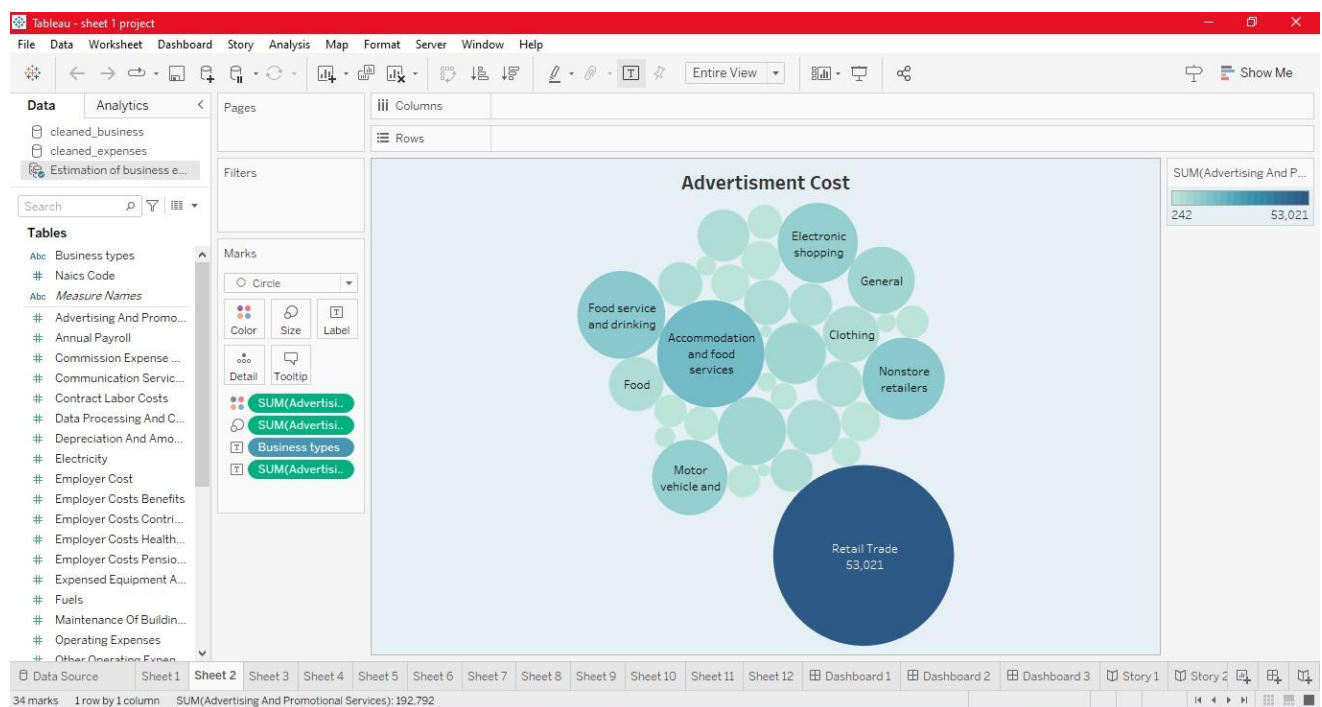 Tableau - sheet 1 project
File Data Worksheet Dashboard Story Analysis Map Format Server Window Help
Entire View
Show Me
Data Analytics
cleaned_business
cleaned_expenses
Estimation of business e...
Search
Tables
Abc Business types
# Naics Code
Abc Measure Names
# Advertising And Promo...
# Annual Payroll
# Commission Expense ...
# Communication Servic...
# Contract Labor Costs
# Data Processing And C...
# Depreciation And Amo...
# Electricity
# Employer Cost
# Employer Costs Benefits
# Employer Costs Contri...
# Employer Costs Health...
# Employer Costs Pensio...
# Expensed Equipment A...
# Fuels
# Maintenance Of Buildin...
# Operating Expenses
# Other Operating Expen
Pages
Filters
Marks
Circle
Color Size Label
Detail Tooltip
SUM(Advertisi..
SUM(Advertisi..
Business types
SUM(Advertisi..
Columns
Rows
Advertisment Cost
Electronic
shopping
General
Food service
and drinking
Accommodation
and food
services
Clothing
Food
Nonstore
retailers
Motor
vehicle and
Retail Trade
53,021
SUM(Advertising And P...
242 53,021
Data Source Sheet 1 Sheet 2 Sheet 3 Sheet 4 Sheet 5 Sheet 6 Sheet 7 Sheet 8 Sheet 9 Sheet 10 Sheet 11 Sheet 12 Dashboard 1 Dashboard 2 Dashboard 3 Story 1 Story 2
34 marks 1 row by 1 column SUM(Advertising And Promotional Services): 192,792